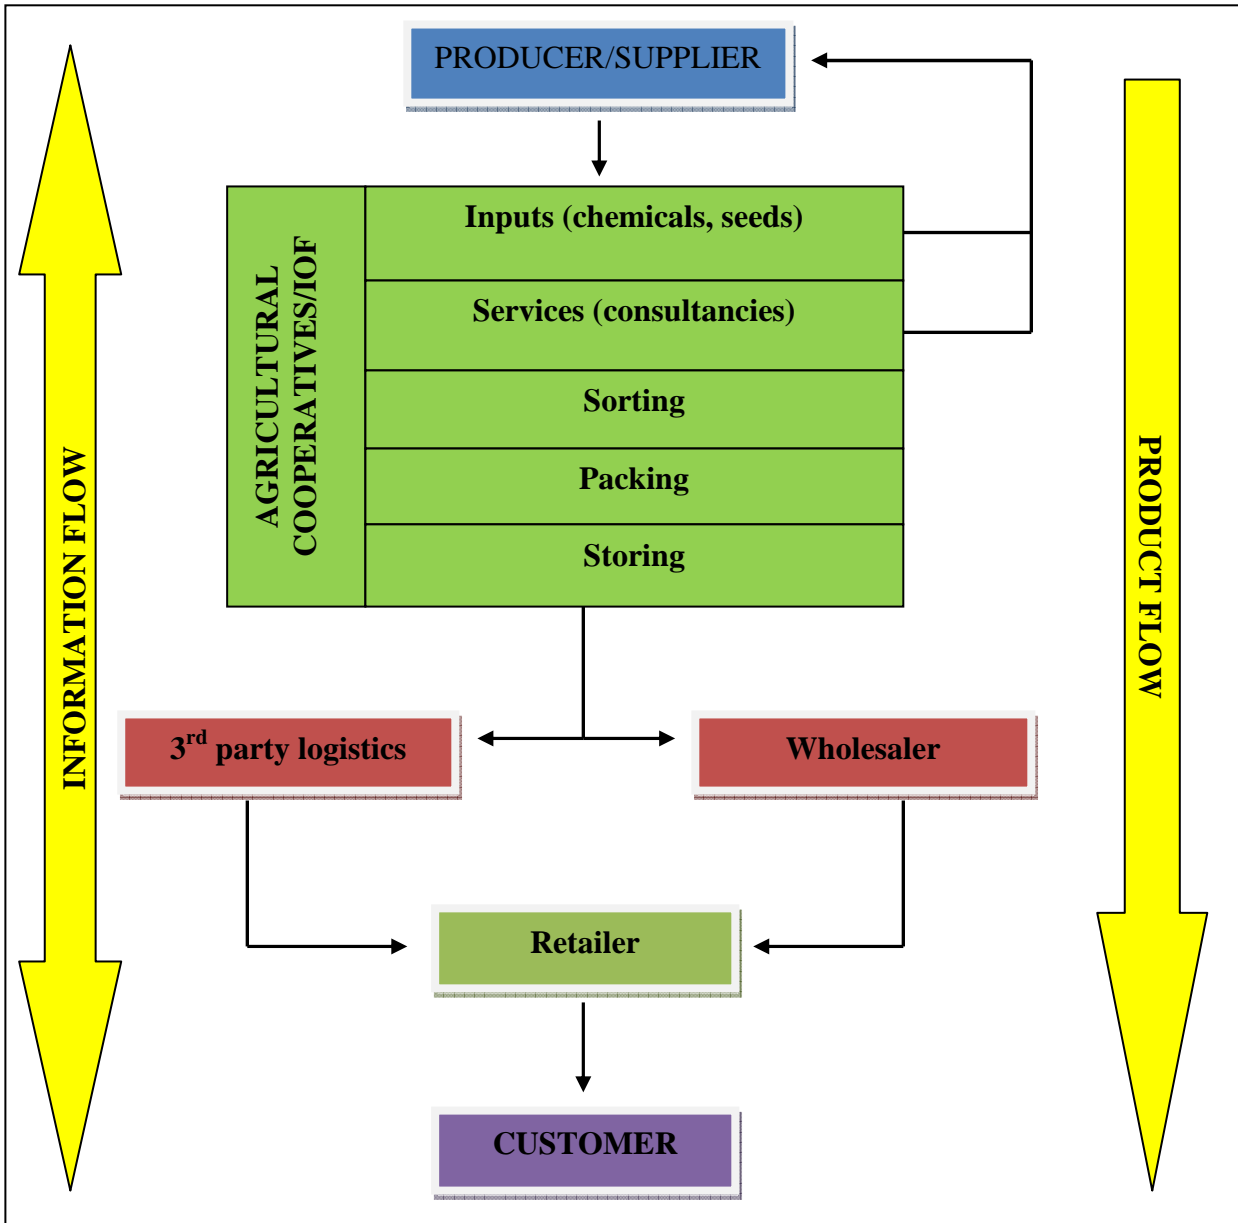 PRODUCER/SUPPLIER
AGRICULTURAL
COOPERATIVES/IOF
Inputs (chemicals, seeds)
Services (consultancies)
Sorting
Packing
Storing
INFORMATION FLOW
PRODUCT FLOW
3rd party logistics
Wholesaler
Retailer
CUSTOMER